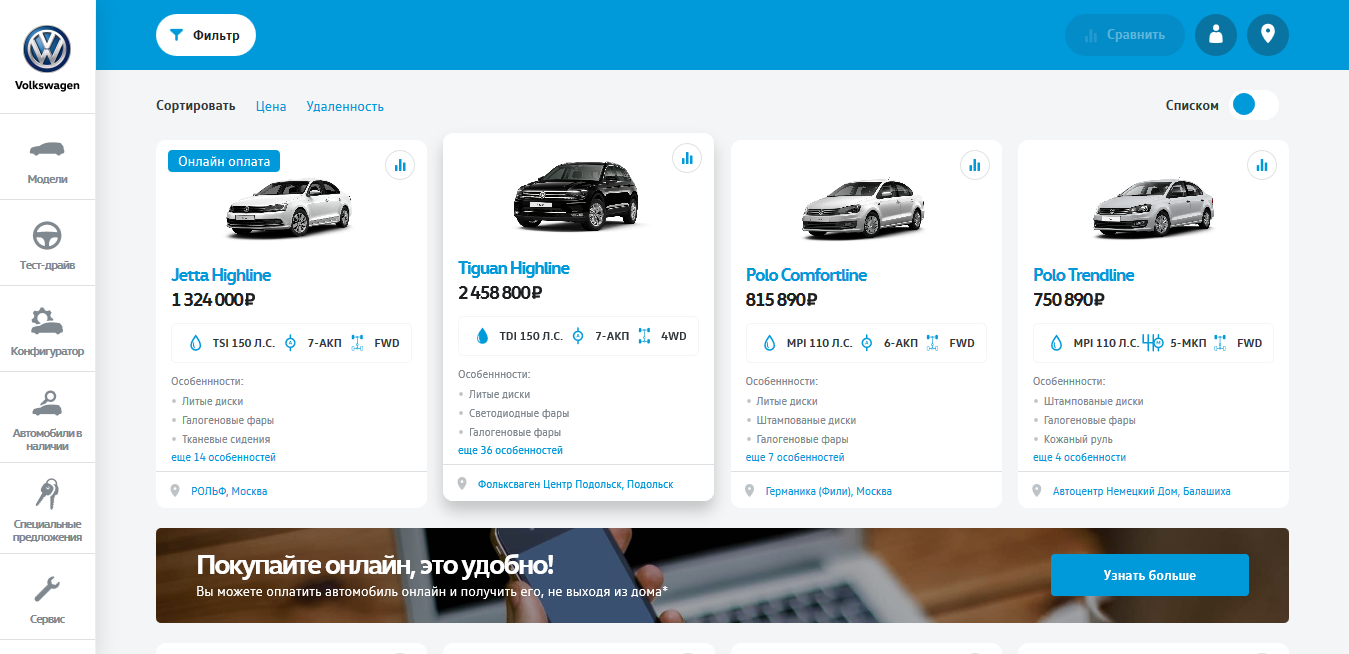 Volkswagen
Модели
Тест-драйв
Конфигуратор
Автомобили в
наличии
Специальные
предложения
Сервис
Фильтр
Сравнить
Сортировать Цена Удаленность
Списком
Онлайн оплата
Jetta Highline
1 324 000 ₽
TSI 150 Л.С. 7-АКП FWD
Особеннности:
Литые диски
Галогеновые фары
Тканевые сидения
еще 14 особенностей
РОЛЬФ, Москва
Tiguan Highline
2 458 800 ₽
TDI 150 Л.С. 7-АКП 4WD
Особеннности:
Литые диски
Светодиодные фары
Галогеновые фары
еще 36 особенностей
Фольксваген Центр Подольск, Подольск
Polo Comfortline
815 890 ₽
MPI 110 Л.С. 6-АКП FWD
Особеннности:
Литые диски
Штампованые диски
Галогеновые фары
еще 7 особенностей
Германика (Фили), Москва
Polo Trendline
750 890 ₽
MPI 110 Л.С. 5-МКП FWD
Особеннности:
Штампованые диски
Галогеновые фары
Кожаный руль
еще 4 особенности
Автоцентр Немецкий Дом, Балашиха
Покупайте онлайн, это удобно!
Вы можете оплатить автомобиль онлайн и получить его, не выходя из дома*
Узнать больше